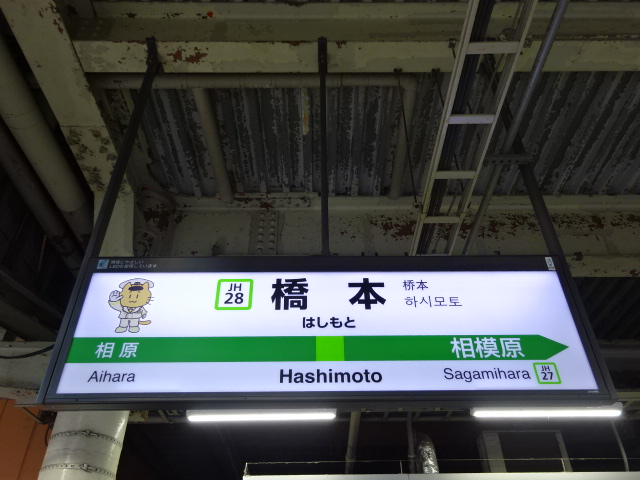 JH
28
橋本
桥本
하시모토
はしもと
相原
相模原
Aihara
Hashimoto
Sagamihara
JH
27